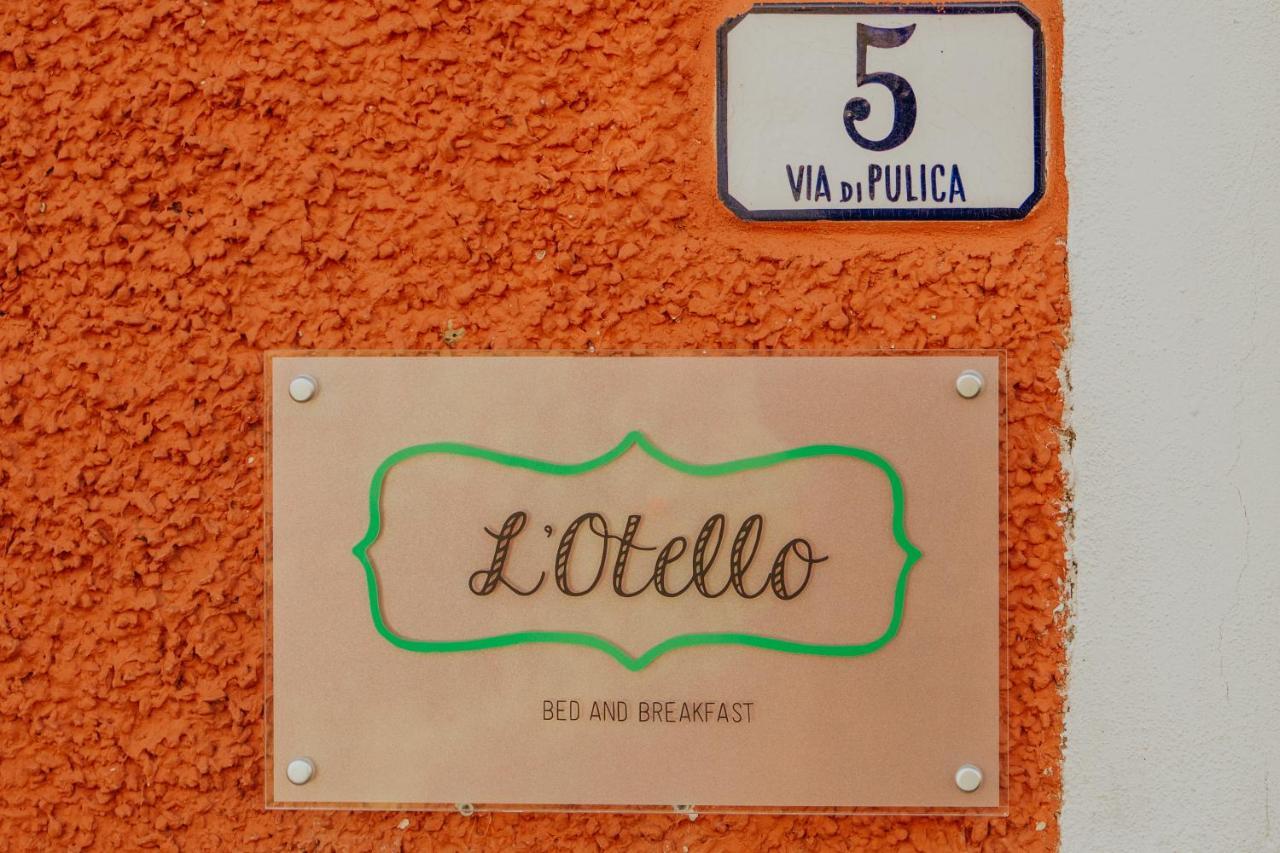 5
VIA DI PULICA
L'Otello
BED AND BREAKFAST